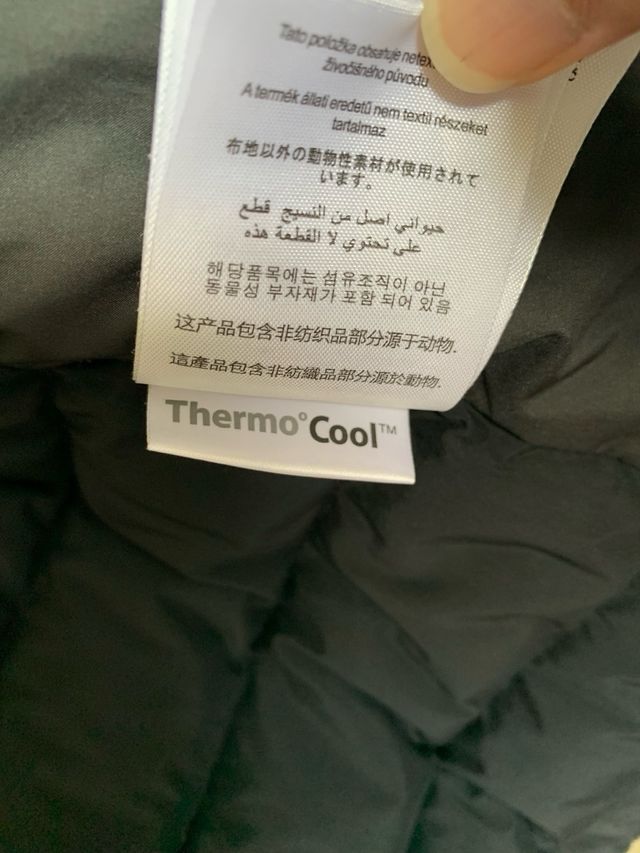 Tato položka obsahuje
živočišného původu
A termék állati eredetű nem textil részeket
tartalmaz
布地以外の動物性素材が使用されて
います。
حيواني اصل من النسيج قطع
على تحتوي لا القطعة هذه
해당품목에는 섬유조직이 아닌
동물성 부자재가 포함 되어 있음
这产品包含非纺织品部分源于动物.
這產品包含非紡織品部分源於動物.
Thermo°Cool™